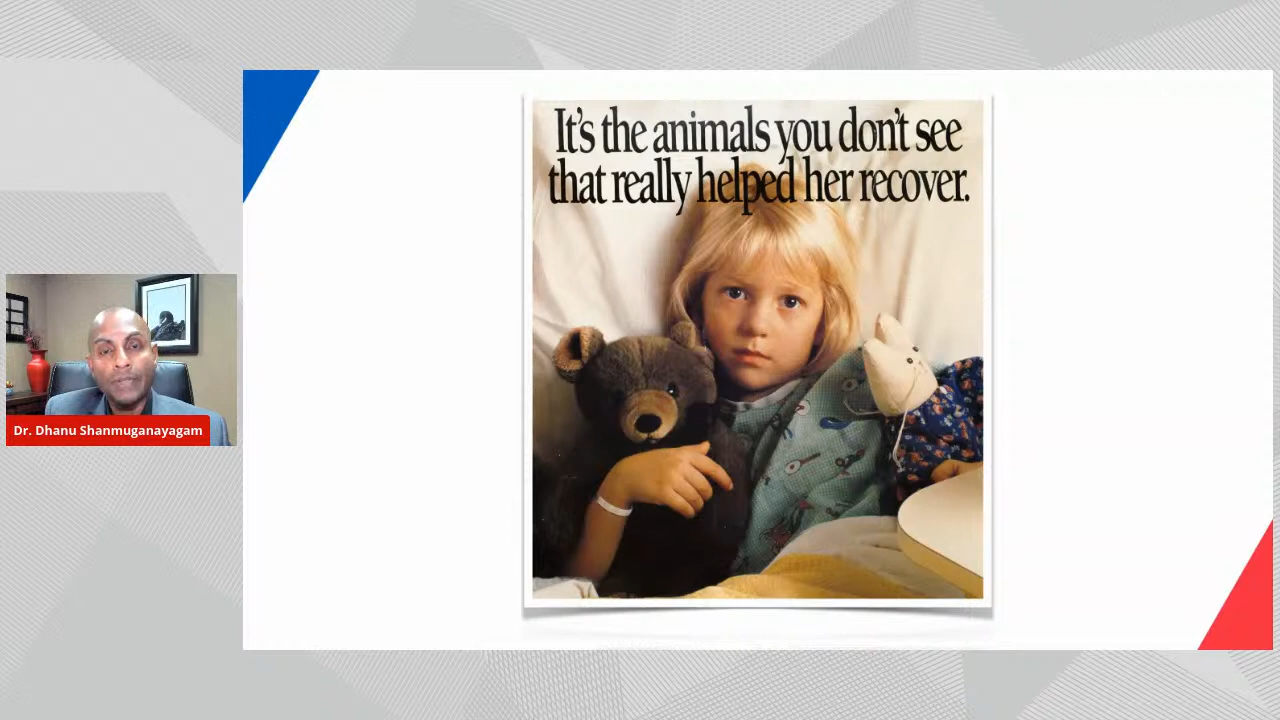 It's the animals you don't see
that really helped her recover.
Dr. Dhanu Shanmuganayagam